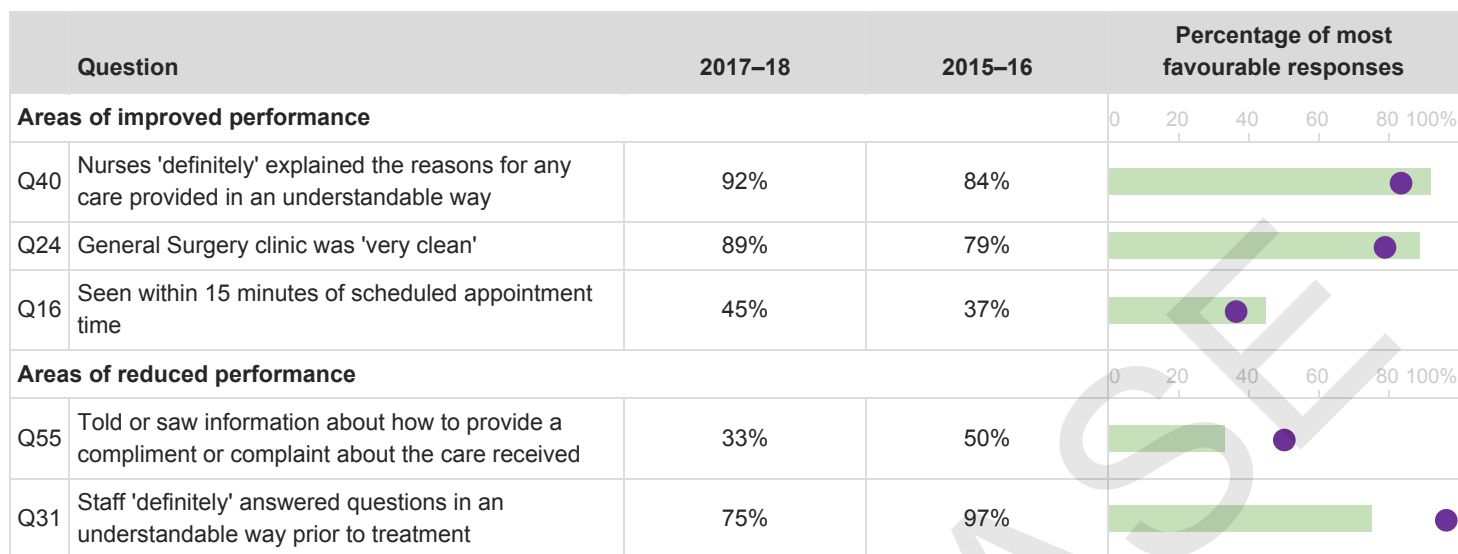 Question 2017–18 2015–16 Percentage of most
favourable responses
Areas of improved performance 0 20 40 60 80 100%
Q40 Nurses 'definitely' explained the reasons for any
care provided in an understandable way 92% 84%
Q24 General Surgery clinic was 'very clean' 89% 79%
Q16 Seen within 15 minutes of scheduled appointment
time 45% 37%
Areas of reduced performance 0 20 40 60 80 100%
Q55 Told or saw information about how to provide a
compliment or complaint about the care received 33% 50%
Q31 Staff 'definitely' answered questions in an
understandable way prior to treatment 75% 97%
ASE